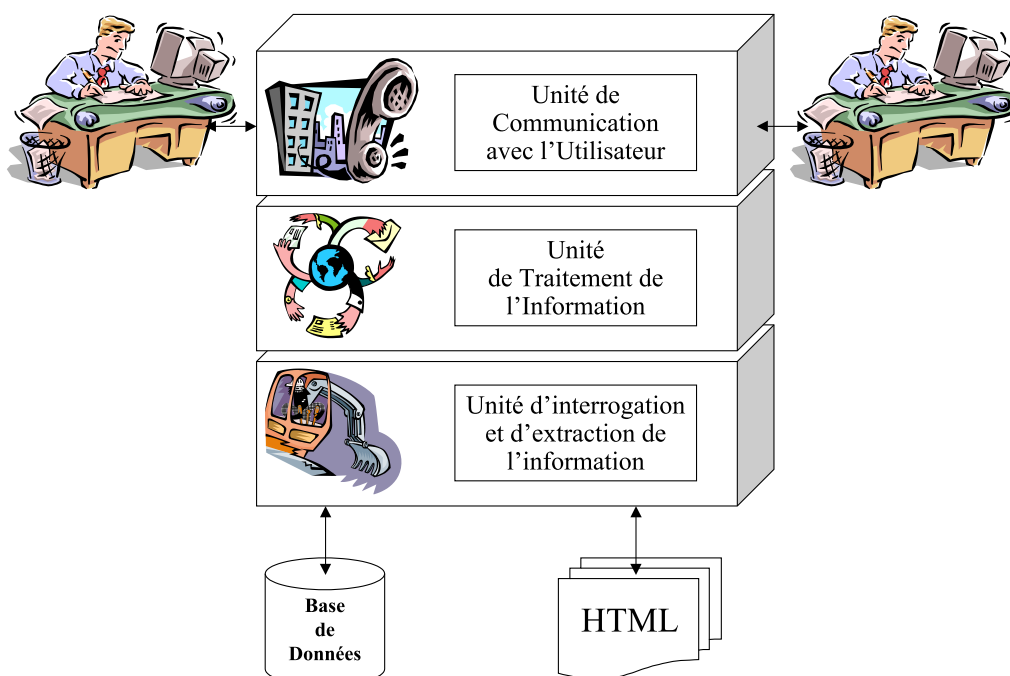 Unité de
Communication
avec l’Utilisateur
Unité
de Traitement de
l’Information
Unité d’interrogation
et d’extraction de
l’information
Base
de
Données
HTML